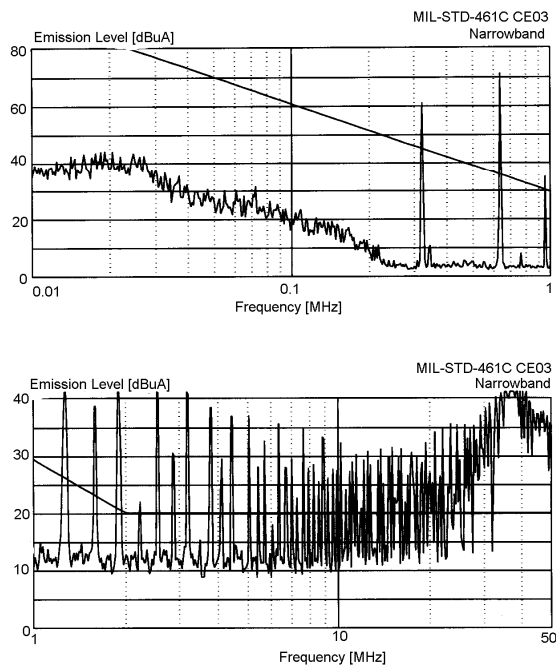 MIL-STD-461C CE03
Emission Level [dBuA]
Narrowband
80
60
40
20
0
0.01
0.1
1
Frequency [MHz]
MIL-STD-461C CE03
Emission Level [dBuA]
Narrowband
40
30
20
10
0
1
10
50
Frequency [MHz]